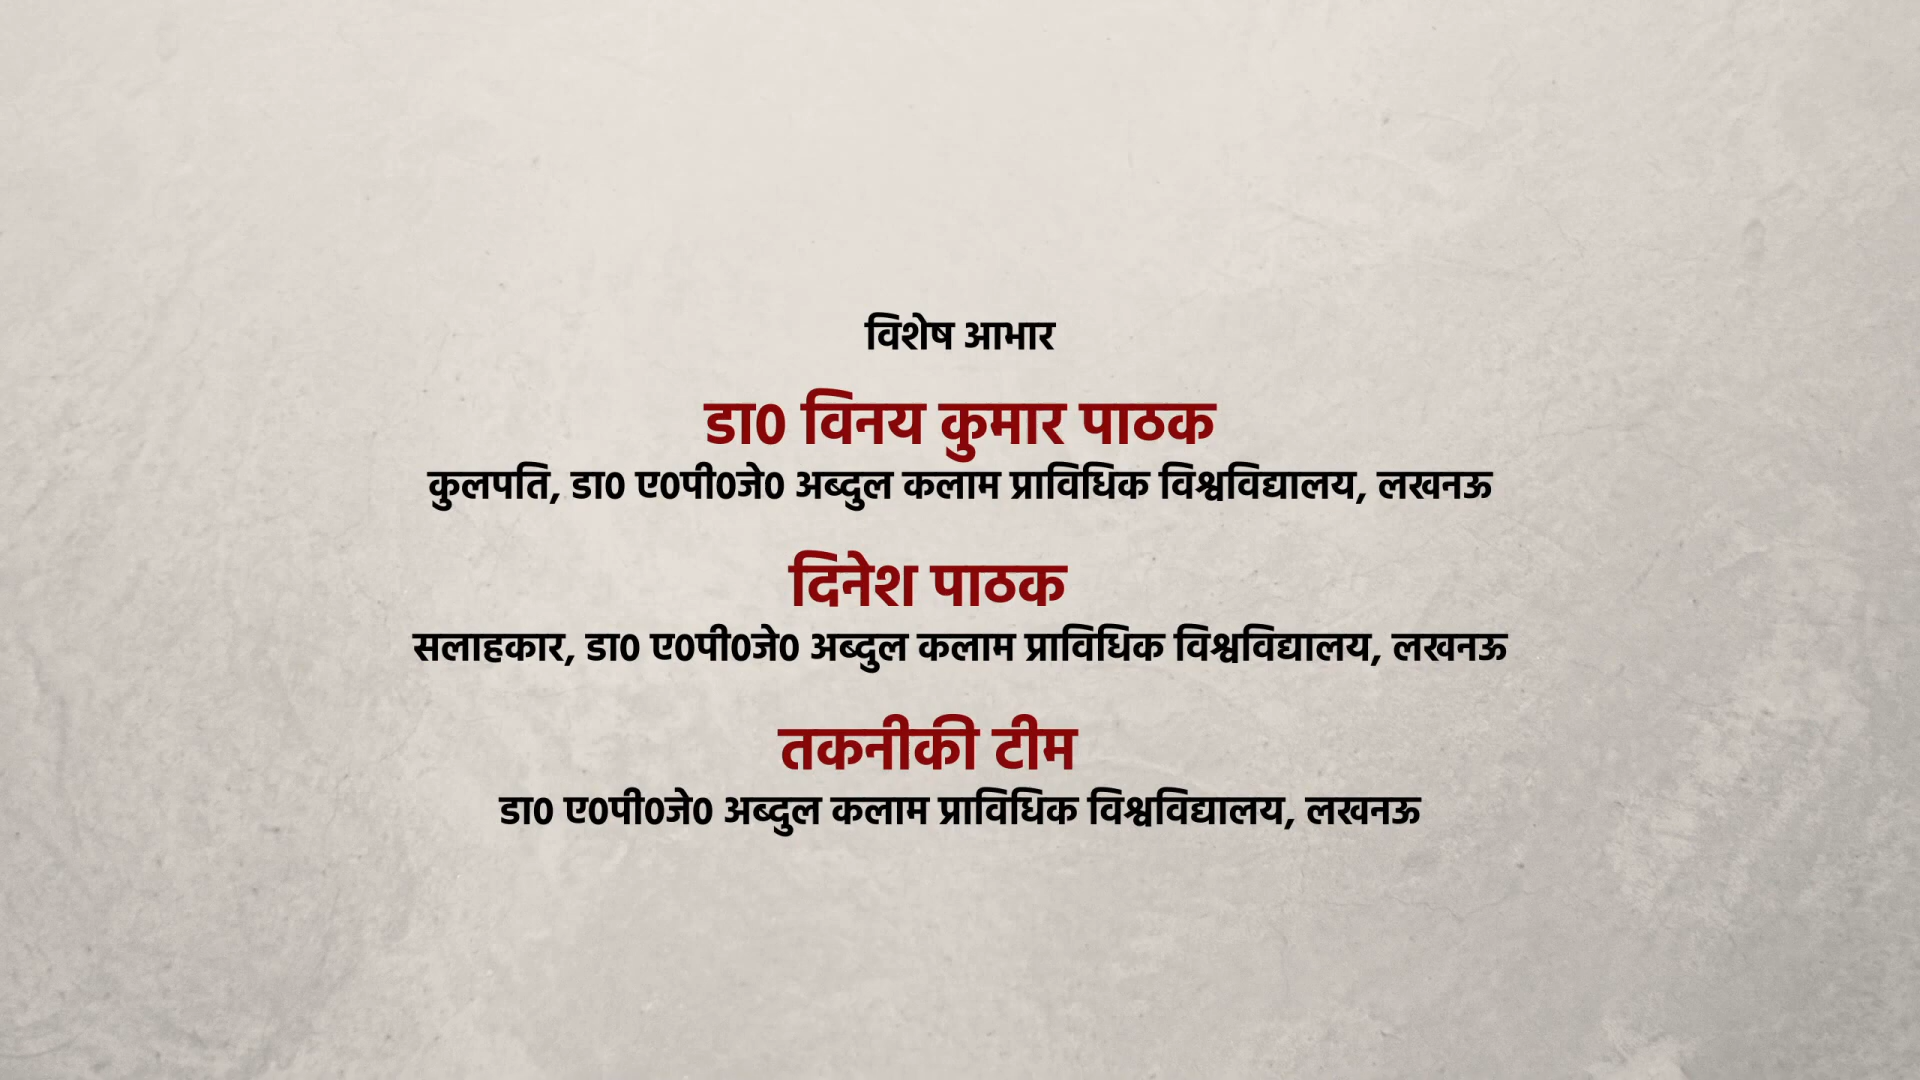 विशेष आभार
डा0 विनय कुमार पाठक
कुलपति, डा0 ए0पी0जे0 अब्दुल कलाम प्राविधिक विश्वविद्यालय, लखनऊ
दिनेश पाठक
सलाहकार, डा0 ए0पी0जे0 अब्दुल कलाम प्राविधिक विश्वविद्यालय, लखनऊ
तकनीकी टीम
डा0 ए0पी0जे0 अब्दुल कलाम प्राविधिक विश्वविद्यालय, लखनऊ